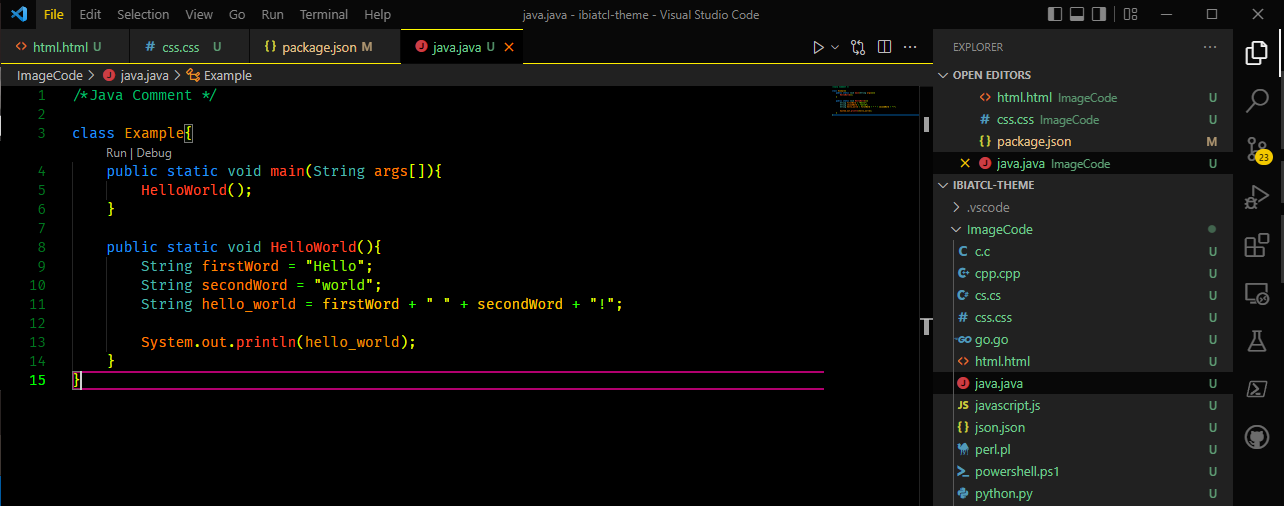 File Edit Selection View Go Run Terminal Help java.java - ibiatcl-theme - Visual Studio Code
html.html U css.css U package.json M java.java U
ImageCode > java.java > Example
1 /*Java Comment */
2
3 class Example{
Run | Debug
4 public static void main(String args[]){
5 HelloWorld();
6 }
7
8 public static void HelloWorld(){
9 String firstWord = "Hello";
10 String secondWord = "world";
11 String hello_world = firstWord + " " + secondWord + "!";
12
13 System.out.println(hello_world);
14 }
15 }
EXPLORER
OPEN EDITORS
html.html ImageCode U
css.css ImageCode U
package.json M
java.java ImageCode U
IBIATCL-THEME
.vscode
ImageCode
c.c U
cpp.cpp U
cs.cs U
css.css U
go.go U
html.html U
java.java U
javascript.js U
json.json U
perl.pl U
powershell.ps1 U
python.py U
23